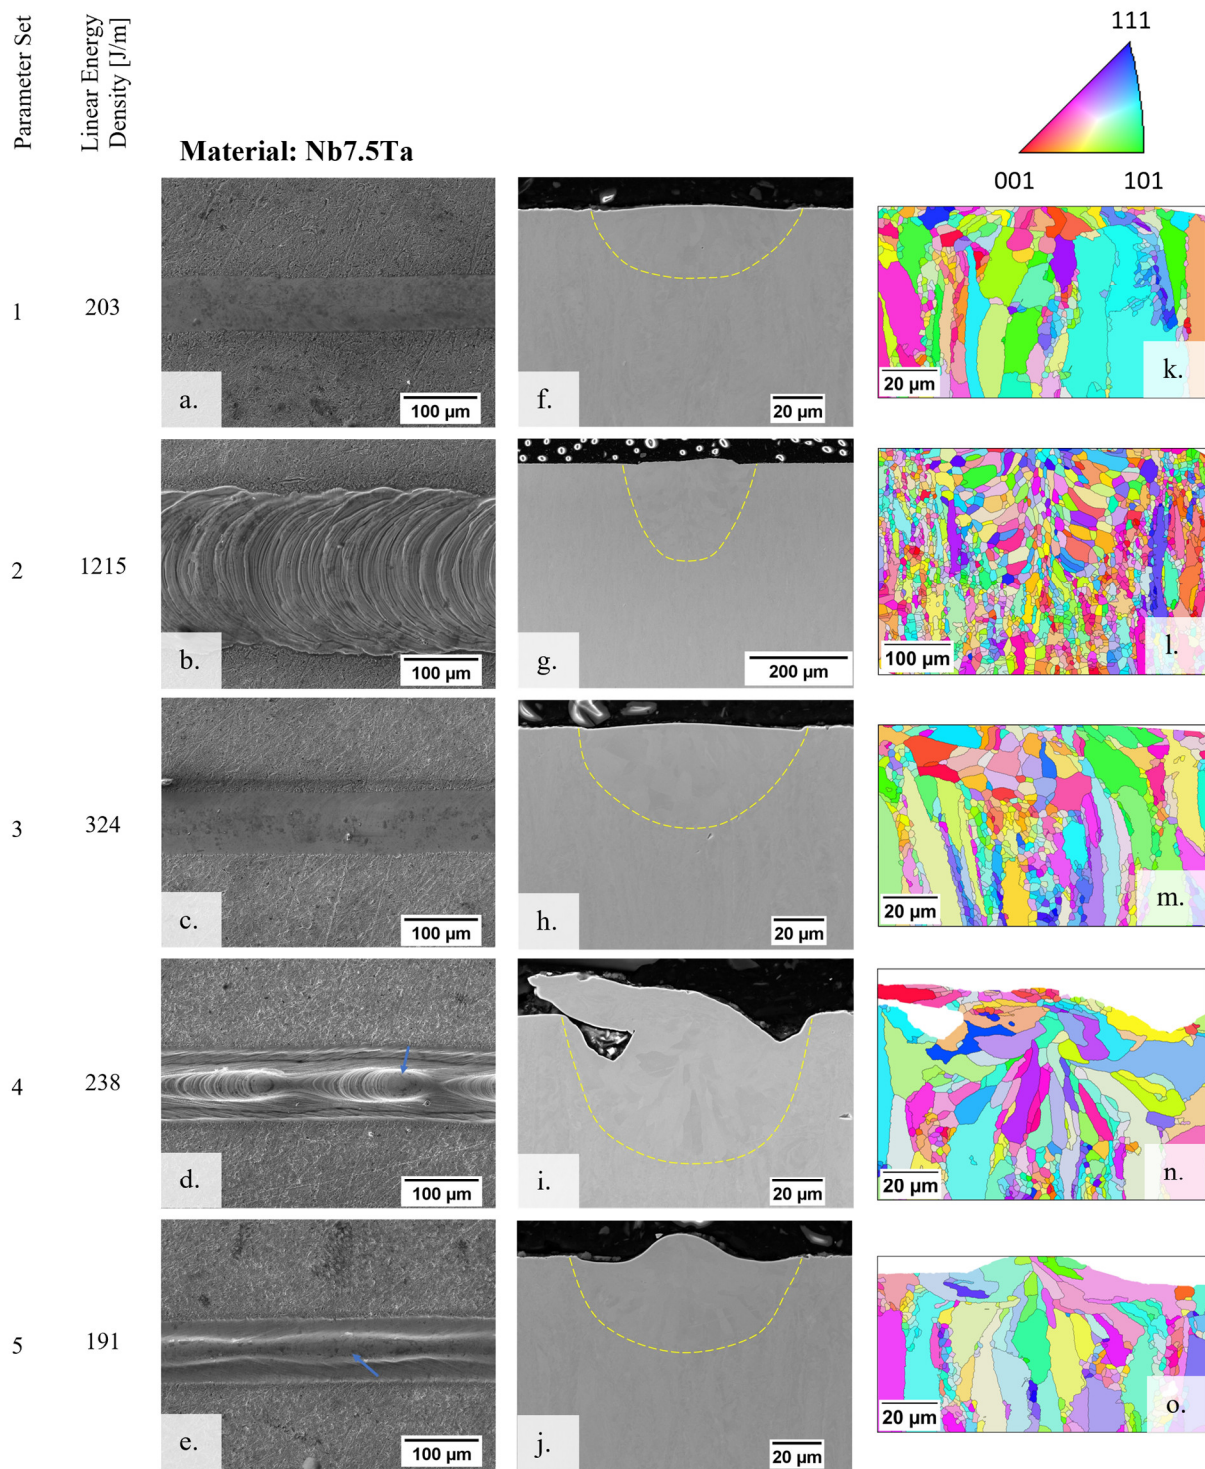 Parameter Set
Linear Energy
Density [J/m]
Material: Nb7.5Ta
111
001
101
1
203
a.
100 µm
f.
20 µm
k.
20 µm
2
1215
b.
100 µm
g.
200 µm
l.
100 µm
3
324
c.
100 µm
h.
20 µm
m.
20 µm
4
238
d.
100 µm
i.
20 µm
n.
20 µm
5
191
e.
100 µm
j.
20 µm
o.
20 µm